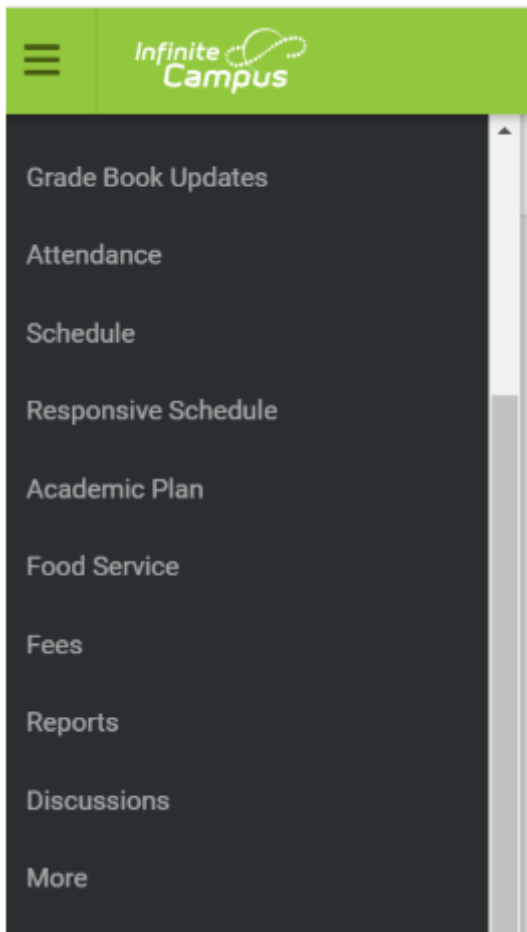 Infinite
Campus
Grade Book Updates
Attendance
Schedule
Responsive Schedule
Academic Plan
Food Service
Fees
Reports
Discussions
More